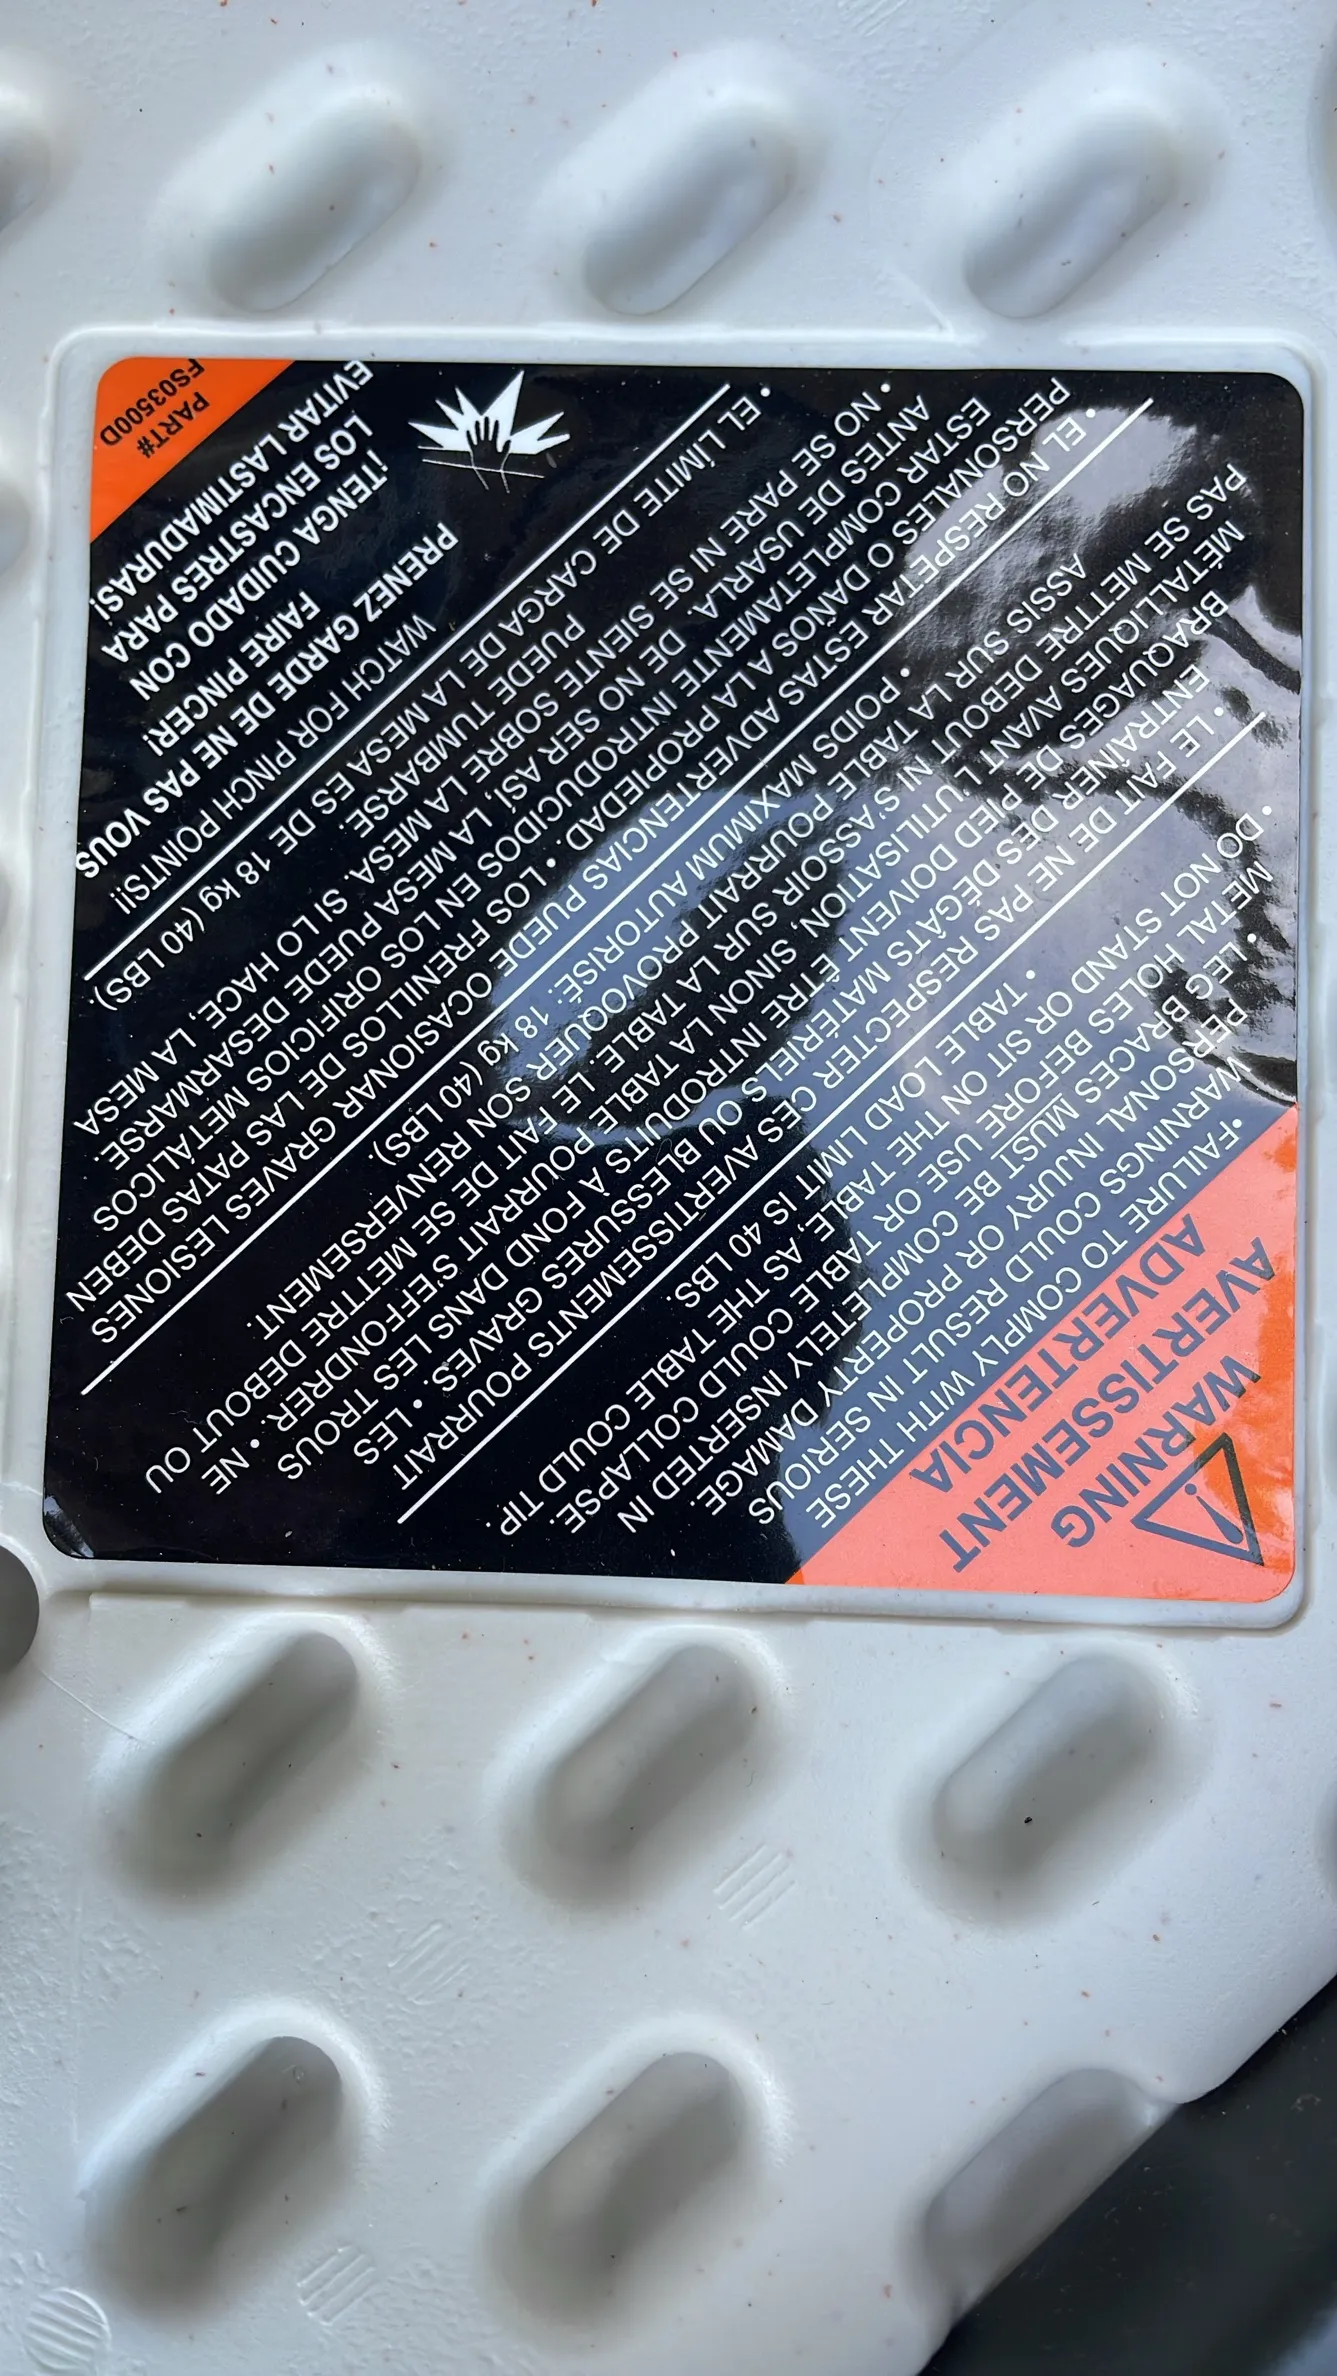 WARNING
AVERTISSEMENT
ADVERTENCIA
•FAILURE TO COMPLY WITH THESE
WARNINGS COULD RESULT IN SERIOUS
PERSONAL INJURY OR PROPERTY DAMAGE.
• LEG BRACES MUST BE COMPLETELY INSERTED IN
METAL HOLES BEFORE USE OR TABLE COULD COLLAPSE.
• DO NOT STAND OR SIT ON THE TABLE, AS THE TABLE COULD TIP.
• TABLE LOAD LIMIT IS 40 LBS.
• LE FAIT DE NE PAS RESPECTER CES AVERTISSEMENTS POURRAIT
ENTRAÎNER DES DÉGÂTS MATÉRIELS OU BLESSURES GRAVES. • LES
BRAQUAGES DE PIED DOIVENT ÊTRE INTRODUITS À FOND DANS LES TROUS
MÉTALLIQUES AVANT L'UTILISATION, SINON LA TABLE POURRAIT S'EFFONDRER. • NE
PAS SE METTRE DEBOUT NI S'ASSOIR SUR LA TABLE. LE FAIT DE SE METTRE DEBOUT OU
ASSIS SUR LA TABLE POURRAIT PROVOQUER SON RENVERSEMENT.
• POIDS MAXIMUM AUTORISÉ: 18 kg (40 LBS).
• EL NO RESPETAR ESTAS ADVERTENCIAS PUEDE OCASIONAR GRAVES LESIONES
PERSONALES O DAÑOS A LA PROPIEDAD. • LOS FRENILLOS DE LAS PATAS DEBEN
ESTAR COMPLETAMENTE INTRODUCIDOS EN LOS ORIFICIOS METÁLICOS
ANTES DE USARLA. DE NO SER ASÍ, LA MESA PUEDE DESARMARSE.
• NO SE PARE NI SE SIENTE SOBRE LA MESA. SI LO HACE, LA MESA
PUEDE TUMBARSE.
• EL LÍMITE DE CARGA DE LA MESA ES DE 18 kg (40 LBS).
WATCH FOR PINCH POINTS!!
PRENEZ GARDE DE NE PAS VOUS
FAIRE PINCER!
¡TENGA CUIDADO CON
LOS ENCASTRES PARA
EVITAR LASTIMADURAS!
PART#
FS03500D